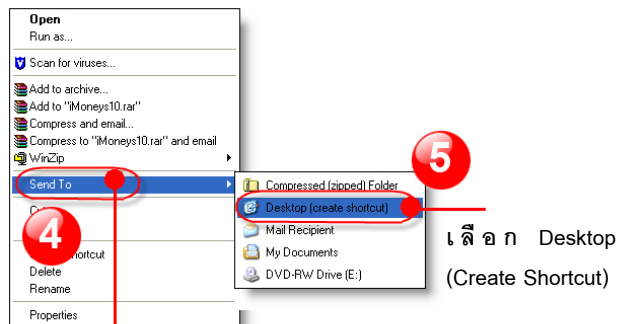 Open
Run as...
Scan for viruses...
Add to archive...
Add to "iMoneys10.rar"
Compress and email...
Compress to "iMoneys10.rar" and email
WinZip
Send To
4
Delete
Rename
Properties
5
Compressed (zipped) Folder
Desktop (create shortcut)
Mail Recipient
My Documents
DVD-RW Drive (E:)
เลือก Desktop
(Create Shortcut)